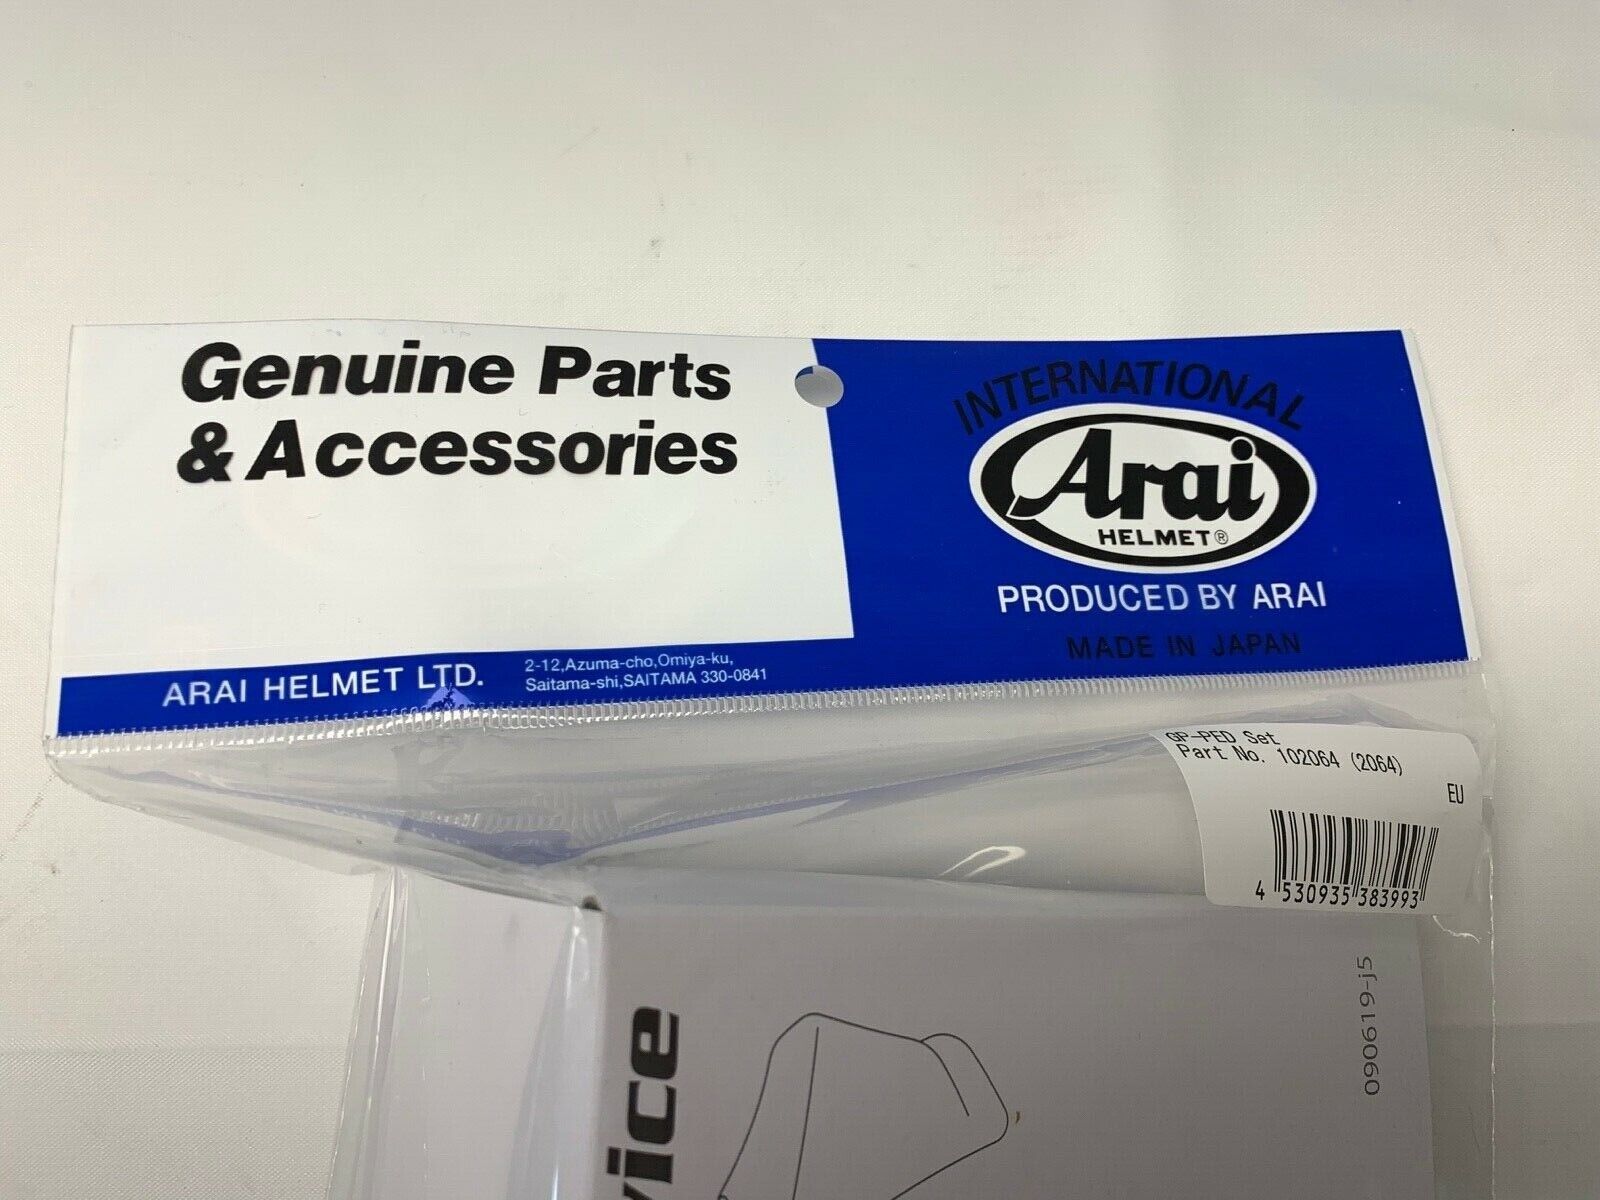 Genuine Parts
& Accessories
INTERNATIONAL
Arai
HELMET®
PRODUCED BY ARAI
MADE IN JAPAN
ARAI HELMET LTD.
2-12,Azuma-cho,Omiya-ku,
Saitama-shi,SAITAMA 330-0841
GP-PED Set
Part No. 102064 (2064)
EU
4 530935 383993
090619-j5